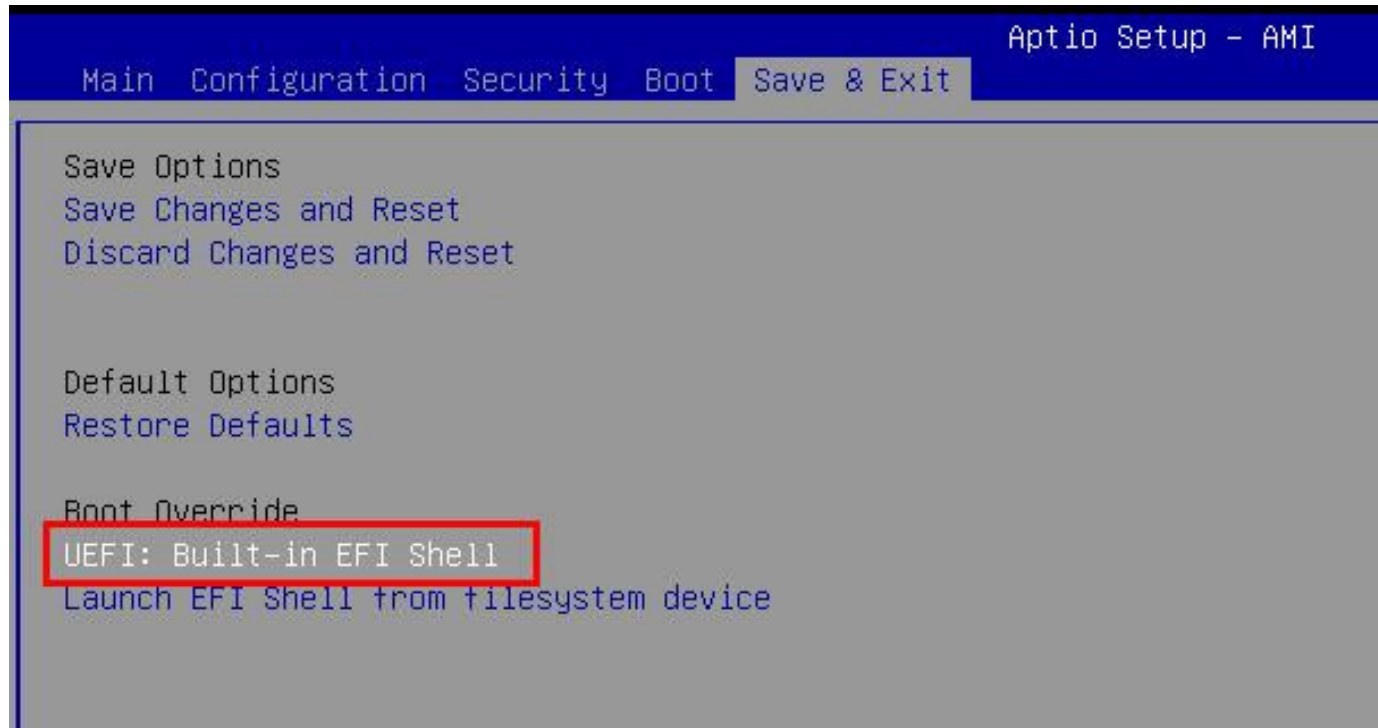 Aptio Setup - AMI
Main Configuration Security Boot Save & Exit
Save Options
Save Changes and Reset
Discard Changes and Reset
Default Options
Restore Defaults
Boot Override
UEFI: Built-in EFI Shell
Launch EFI Shell from filesystem device